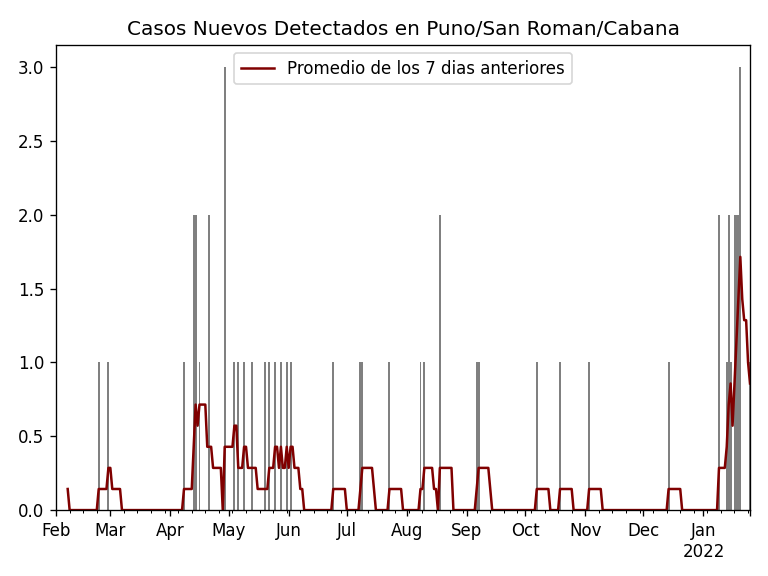 Casos Nuevos Detectados en Puno/San Roman/Cabana
Promedio de los 7 dias anteriores
3.0
2.5
2.0
1.5
1.0
0.5
0.0
Feb Mar Apr May Jun Jul Aug Sep Oct Nov Dec Jan
2022